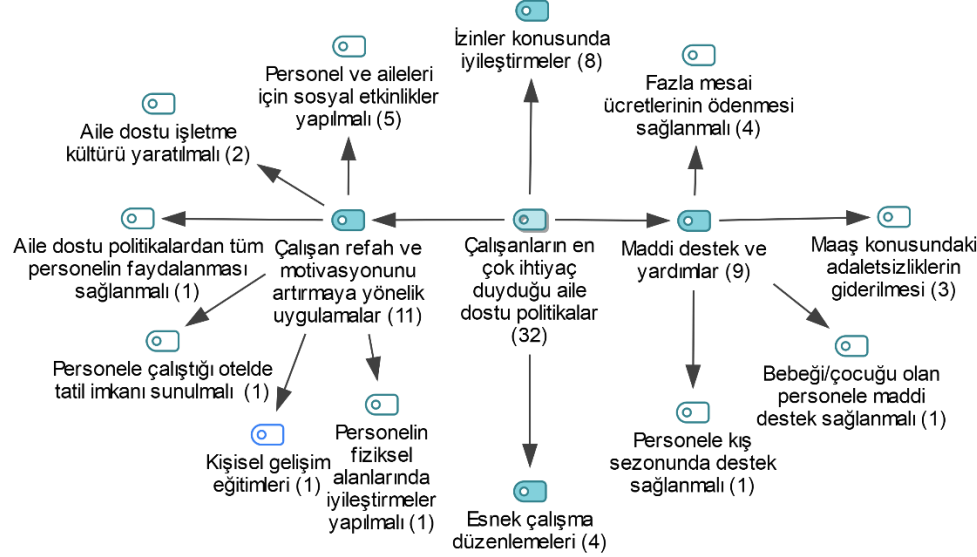 İzinler konusunda
iyileştirmeler (8)
Personel ve aileleri
için sosyal etkinlikler
yapılmalı (5)
Fazla mesai
ücretlerinin ödenmesi
sağlanmalı (4)
Aile dostu işletme
kültürü yaratılmalı (2)
Aile dostu politikalardan tüm
personelin faydalanması
sağlanmalı (1)
Çalışan refah ve
motivasyonunu
artırmaya yönelik
uygulamalar (11)
Çalışanların en
çok ihtiyaç
duyduğu aile
dostu politikalar
(32)
Maddi destek ve
yardımlar (9)
Maaş konusundaki
adaletsizliklerin
giderilmesi (3)
Personele çalıştığı otelde
tatil imkanı sunulmalı (1)
Bebeği/çocuğu olan
personele maddi
destek sağlanmalı (1)
Kişisel gelişim
eğitimleri (1)
Personelin
fiziksel
alanlarında
iyileştirmeler
yapılmalı (1)
Personele kış
sezonunda destek
sağlanmalı (1)
Esnek çalışma
düzenlemeleri (4)